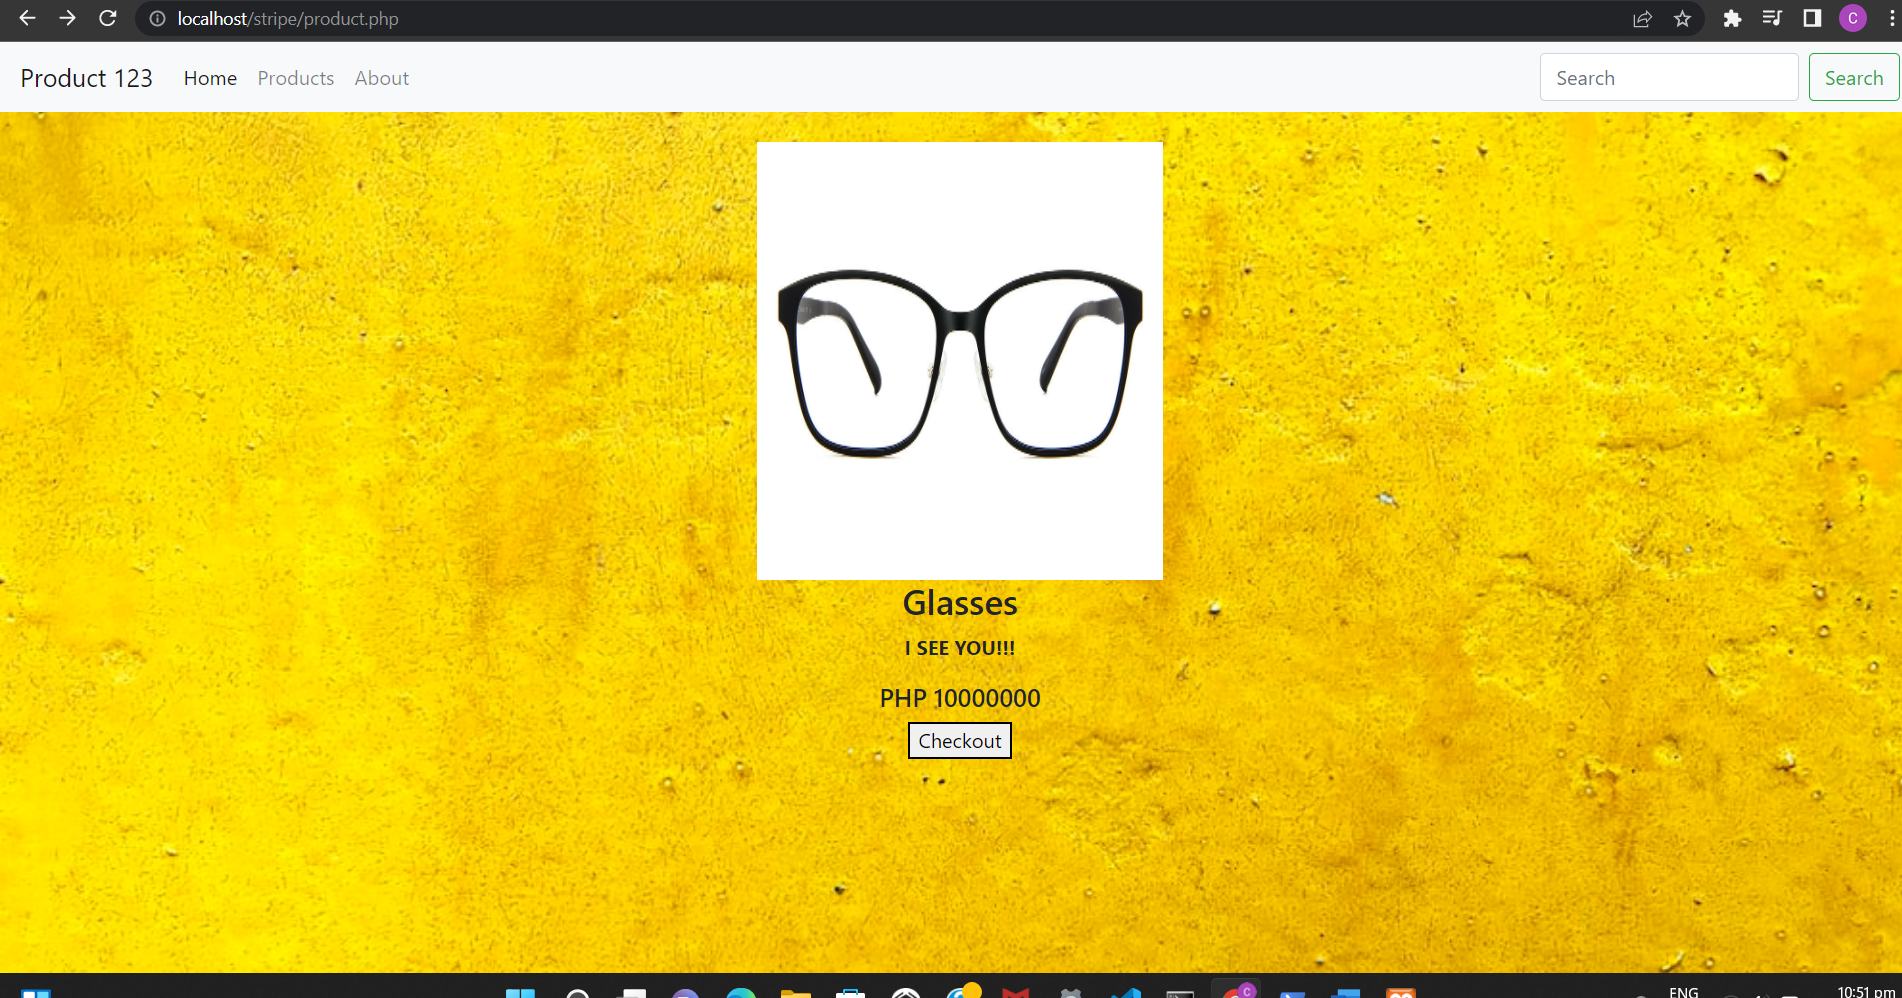 localhost/stripe/product.php
C
Product 123 Home Products About Search Search
Glasses
I SEE YOU!!!
PHP 10000000
Checkout
C
ENG
10:51 pm